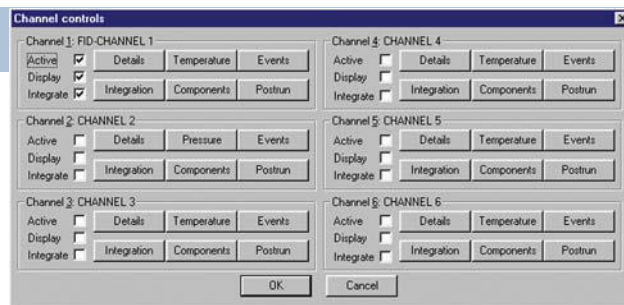 Channel controls
Channel 1: FID-CHANNEL 1
Active Details Temperature Events
Display
Integrate Integration Components Postrun
Channel 2: CHANNEL 2
Active Details Pressure Events
Display
Integrate Integration Components Postrun
Channel 3: CHANNEL 3
Active Details Temperature Events
Display
Integrate Integration Components Postrun
Channel 4: CHANNEL 4
Active Details Temperature Events
Display
Integrate Integration Components Postrun
Channel 5: CHANNEL 5
Active Details Temperature Events
Display
Integrate Integration Components Postrun
Channel 6: CHANNEL 6
Active Details Temperature Events
Display
Integrate Integration Components Postrun
OK Cancel